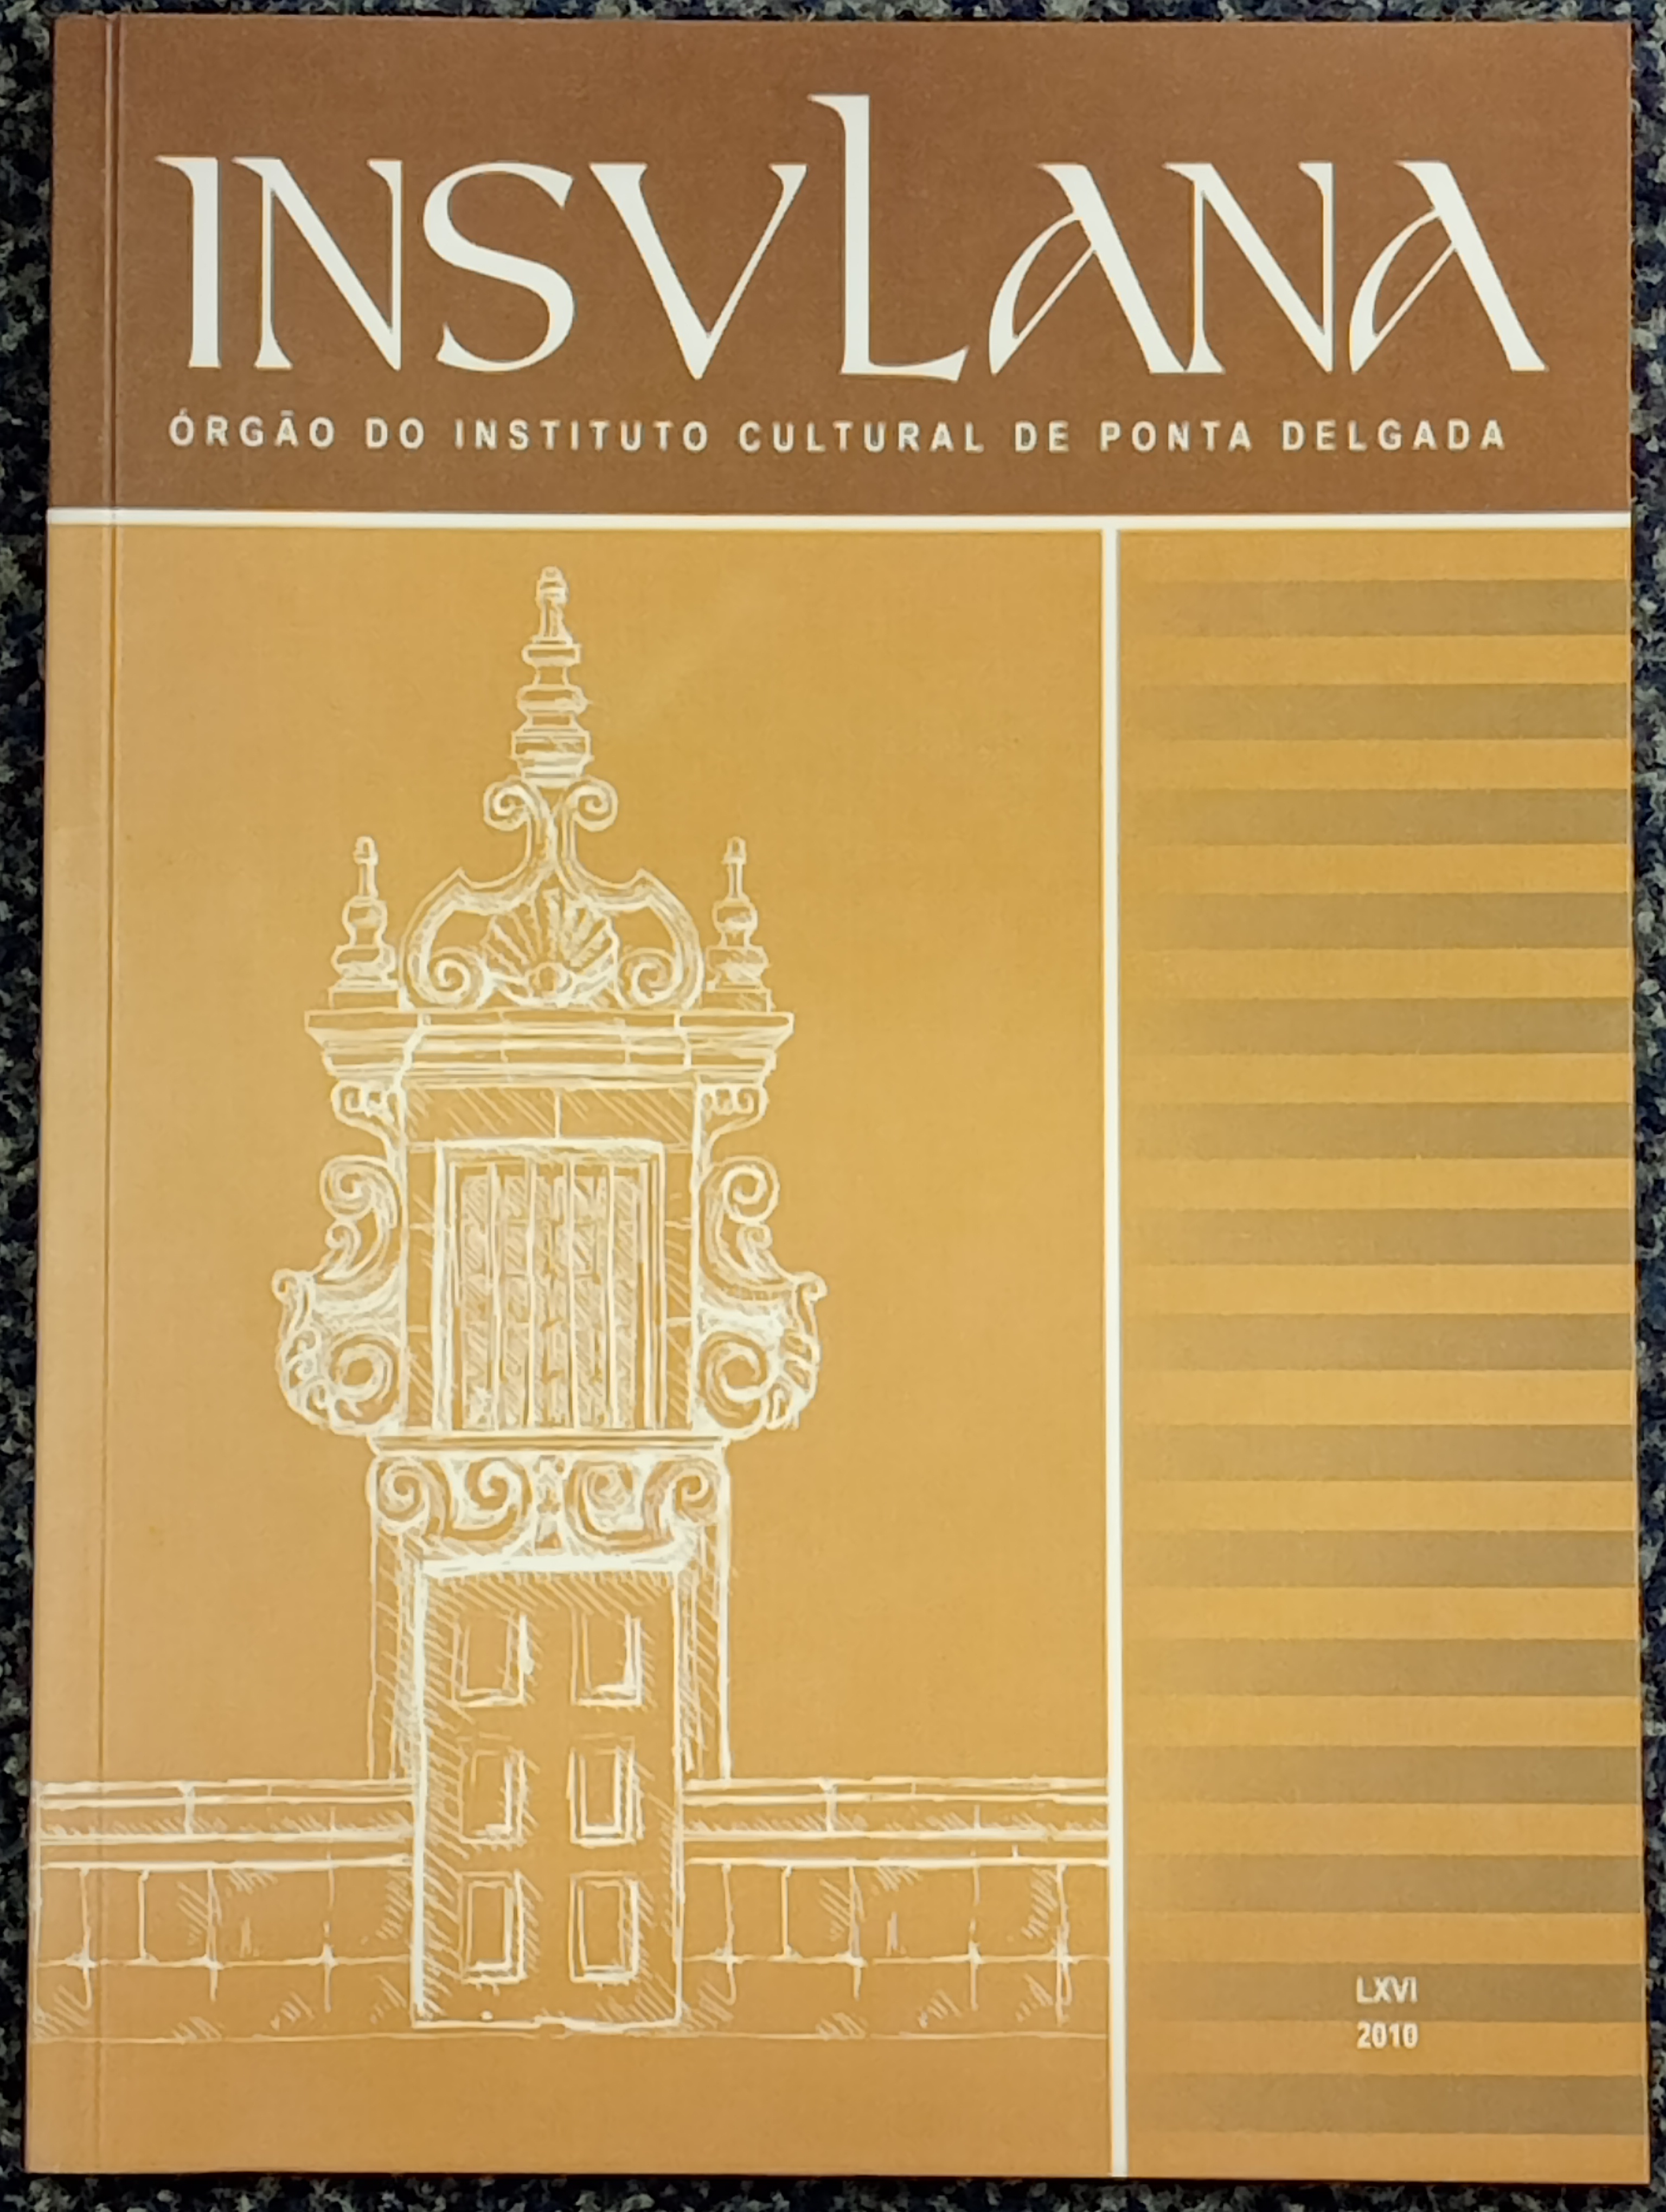 INSVLANA
ÓRGÃO DO INSTITUTO CULTURAL DE PONTA DELGADA
LXVI
2010